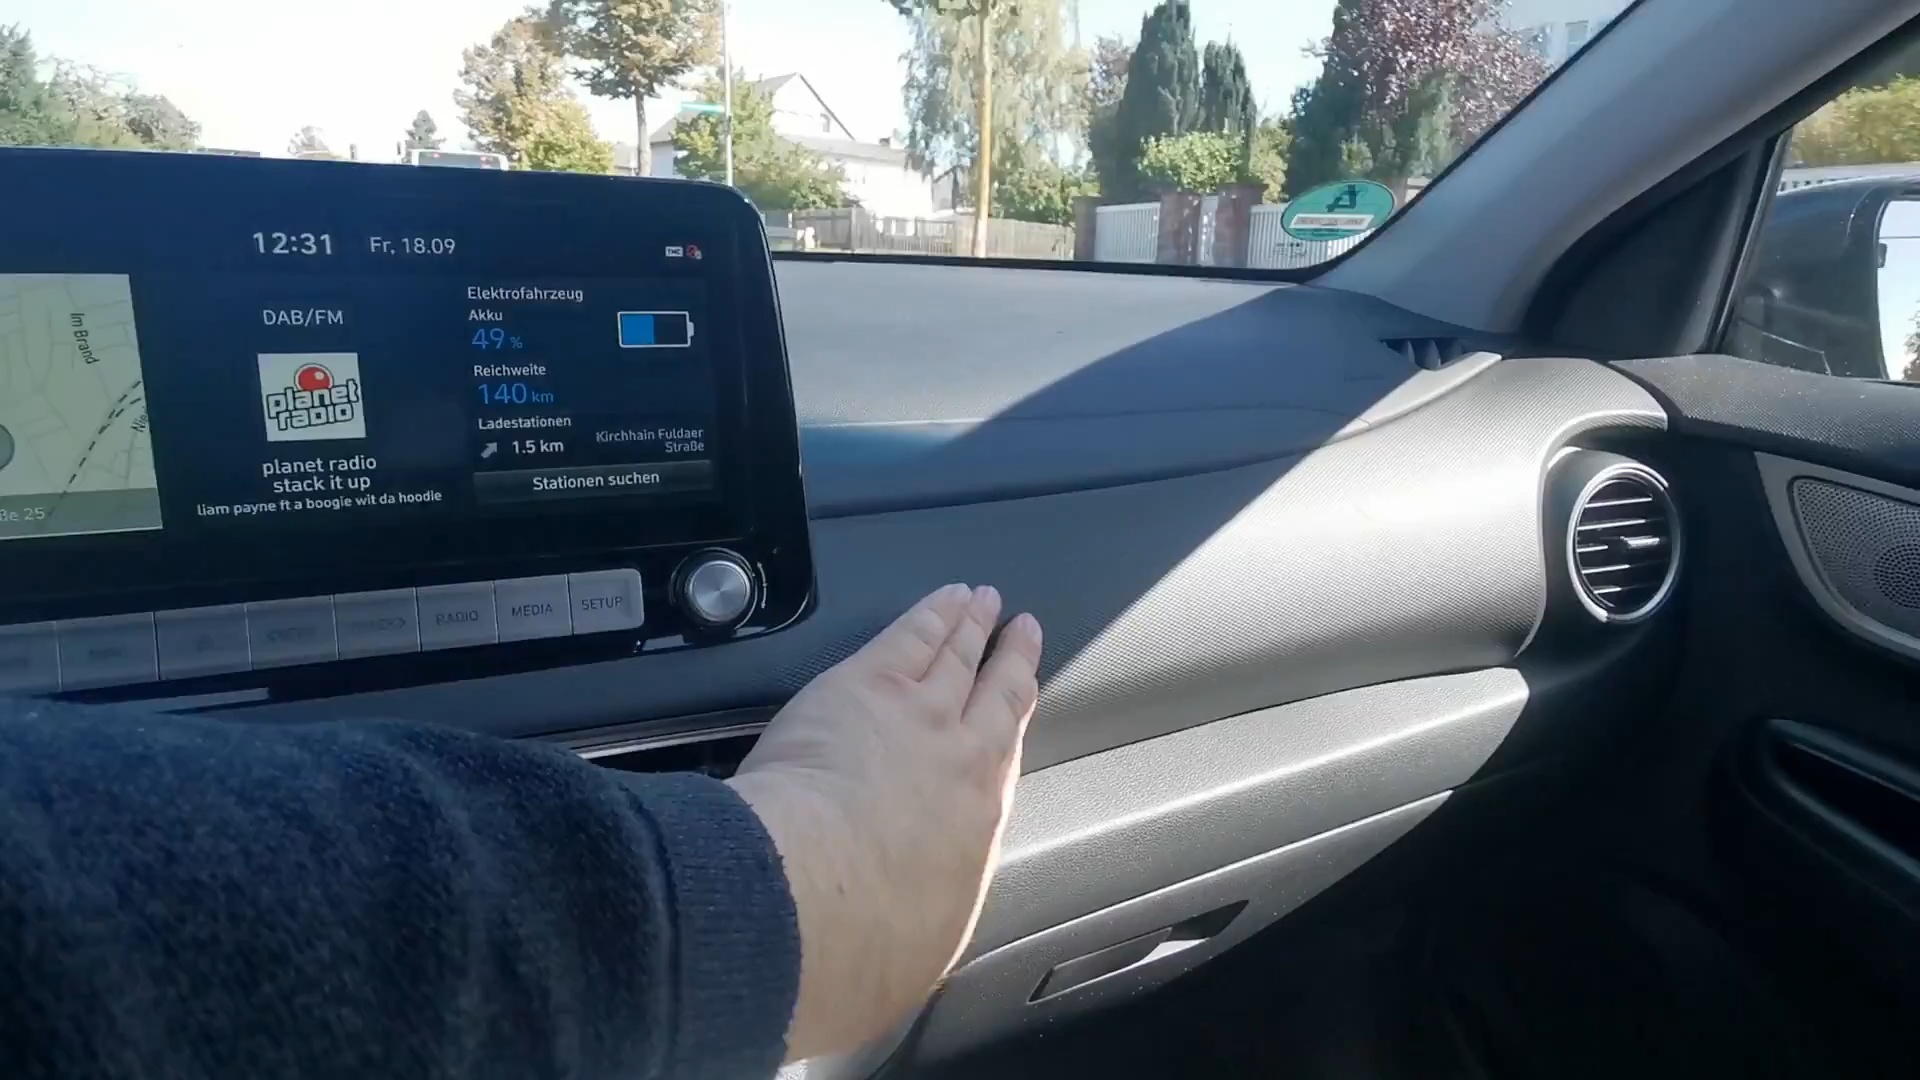 12:31 Fr, 18.09
Im Brand
DAB/FM
planet
radio
planet radio
stack it up
liam payne ft a boogie wit da hoodie
Elektrofahrzeug
Akku
49 %
Reichweite
140 km
Ladestationen
1.5 km
Kirchhain Fuldaer
Straße
Stationen suchen
ße 25
RADIO
MEDIA
SETUP